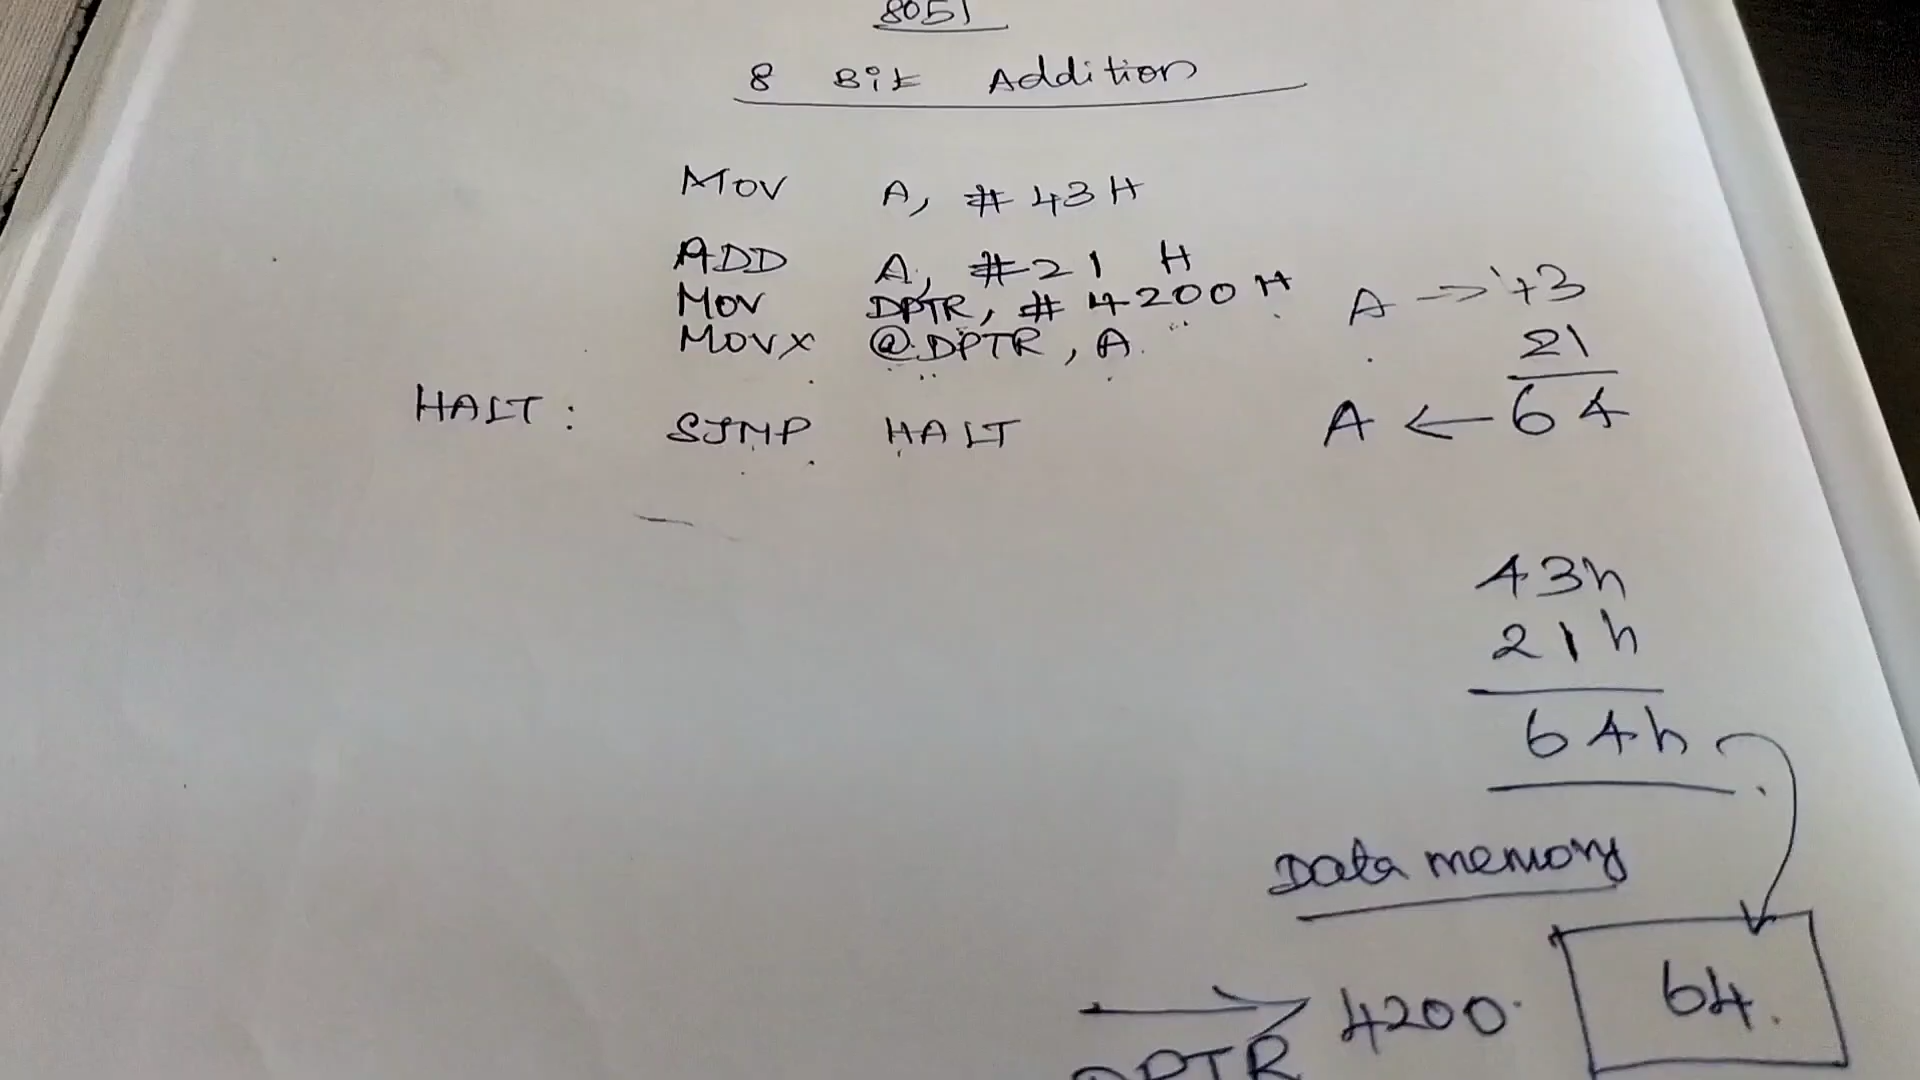 8051
8 Bit Addition
MOV A, #43H
ADD A, #21 H
MOV DPTR, #4200H
MOVX @DPTR, A
HALT: SJMP HALT
A → 43
21
A ← 64
43h
21h
64h
Data memory
4200
64.
DPTR